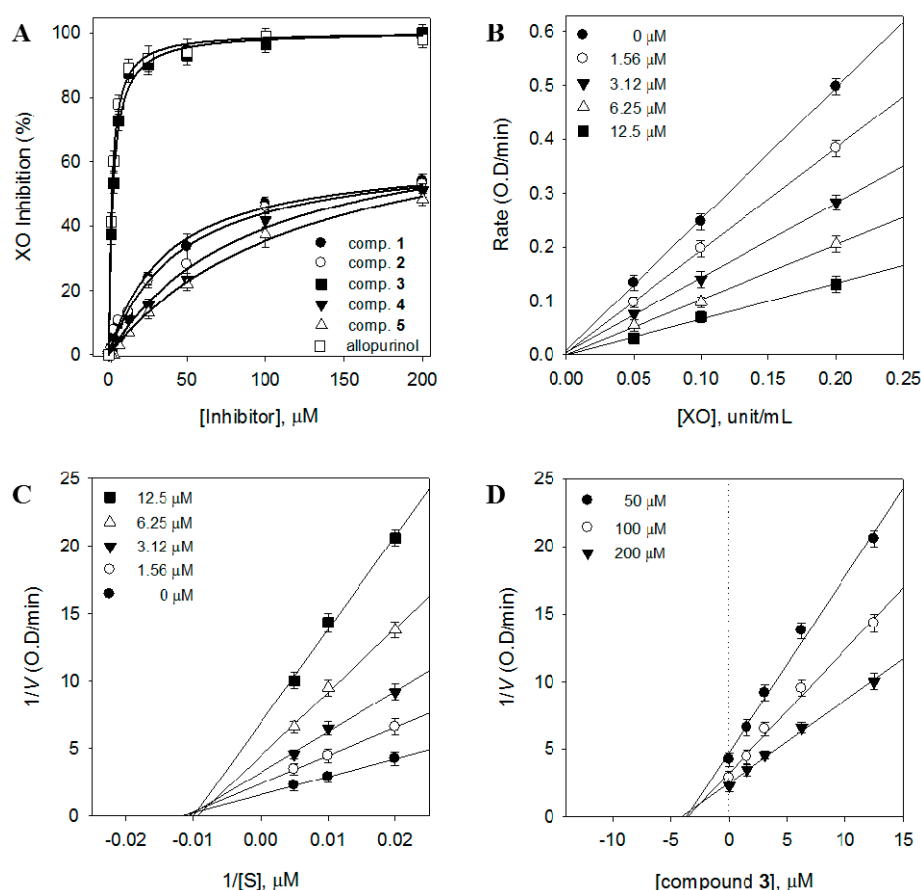 A
XO Inhibition (%)
100
80
60
40
20
0
comp. 1
comp. 2
comp. 3
comp. 4
comp. 5
allopurinol
0 50 100 150 200
[Inhibitor], μM
B
Rate (O.D/min)
0.6
0.5
0.4
0.3
0.2
0.1
0.0
0 μM
1.56 μM
3.12 μM
6.25 μM
12.5 μM
0.00 0.05 0.10 0.15 0.20 0.25
[XO], unit/mL
C
1/V (O.D/min)
25
20
15
10
5
0
12.5 μM
6.25 μM
3.12 μM
1.56 μM
0 μM
-0.02 -0.01 0.00 0.01 0.02
1/[S], μM
D
1/V (O.D/min)
25
20
15
10
5
0
50 μM
100 μM
200 μM
-10 -5 0 5 10 15
[compound 3], μM